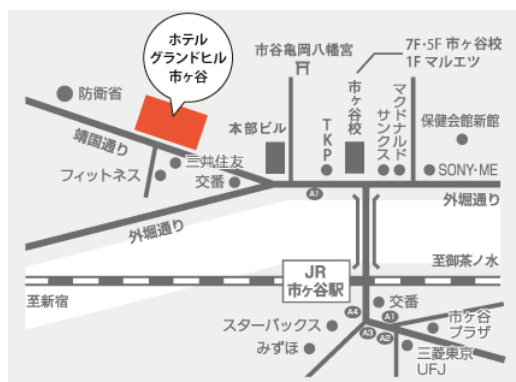 ホテル
グランドヒル
市ヶ谷
市谷亀岡八幡宮
7F・5F 市ヶ谷校
1F マルエツ
防衛省
靖国通り
本部ビル
TKP
市ヶ谷校
サンクス
マクドナルド
保健会館新館
三井住友
フィットネス
交番
SONY・ME
A7
外堀通り
外堀通り
至御茶ノ水
JR
市ヶ谷駅
至新宿
交番
A4
A1
スターバックス
A3
A2
市ヶ谷
プラザ
みずほ
三菱東京
UFJ